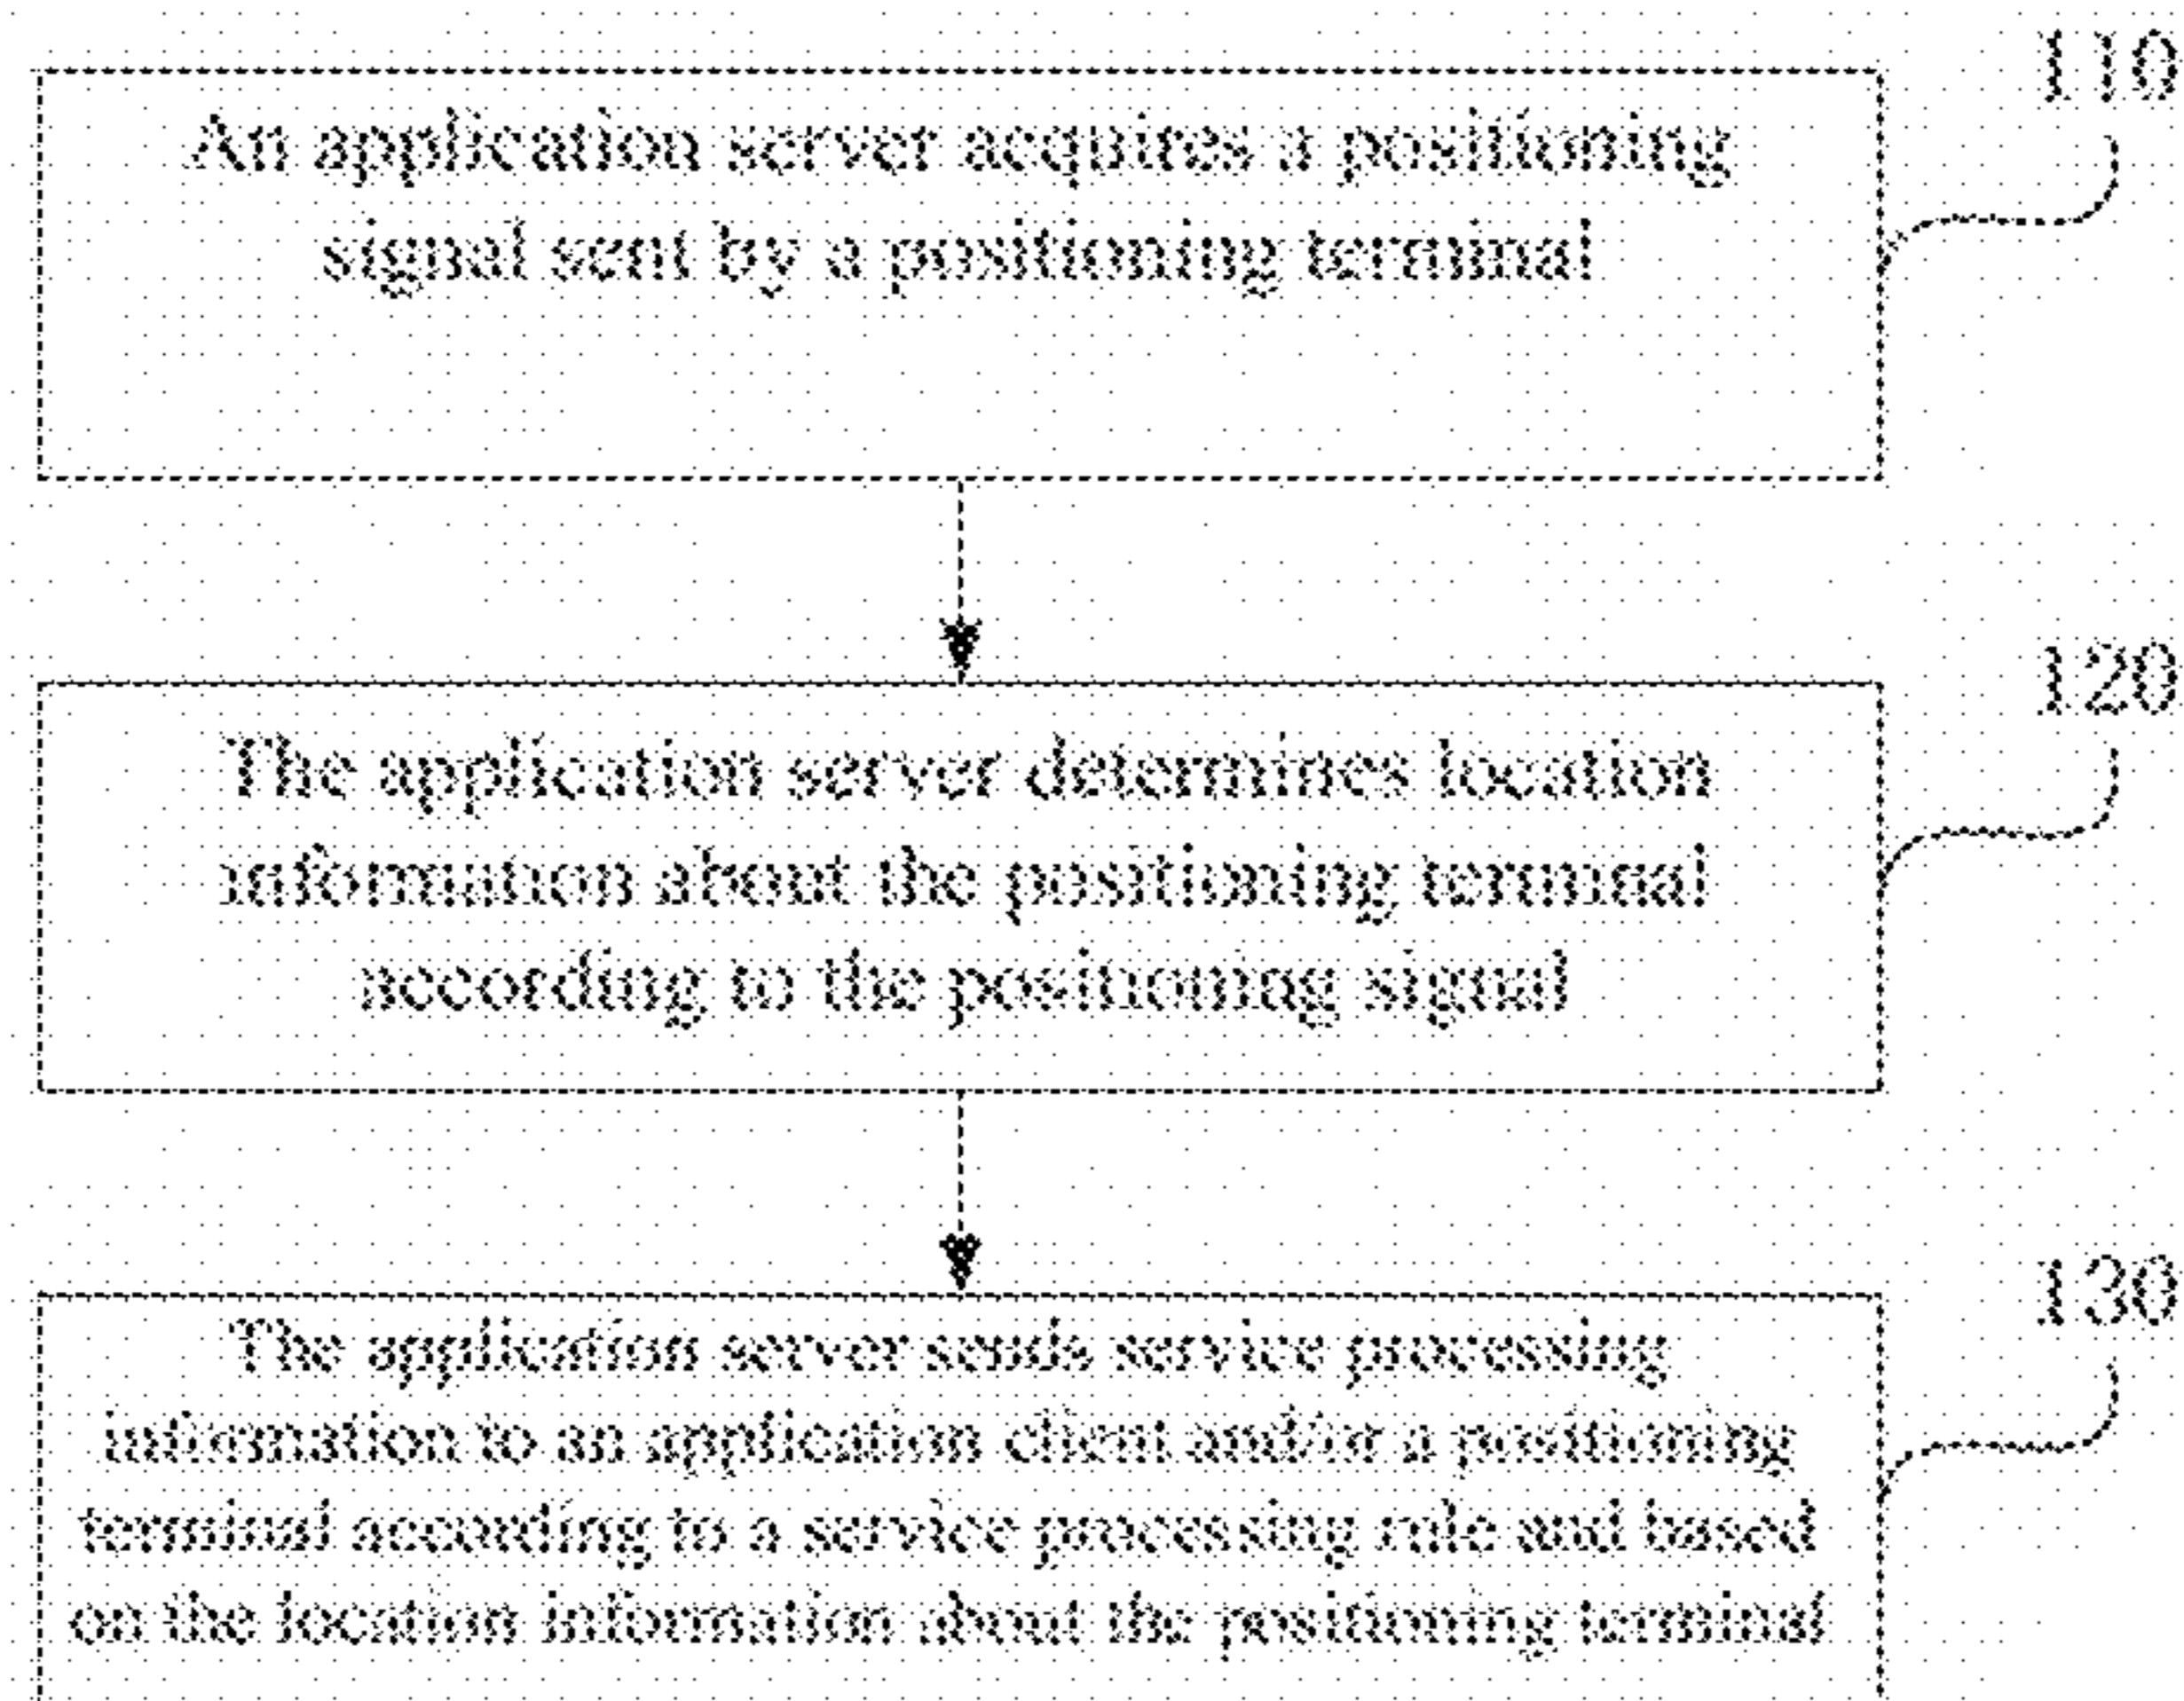 110
An application server acquires a positioning
signal sent by a positioning terminal
120
The application server determines location
information about the positioning terminal
according to the positioning signal
130
The application server sends service processing
information to an application client and/or a positioning
terminal according to a service processing rule and based
on the location information about the positioning terminal